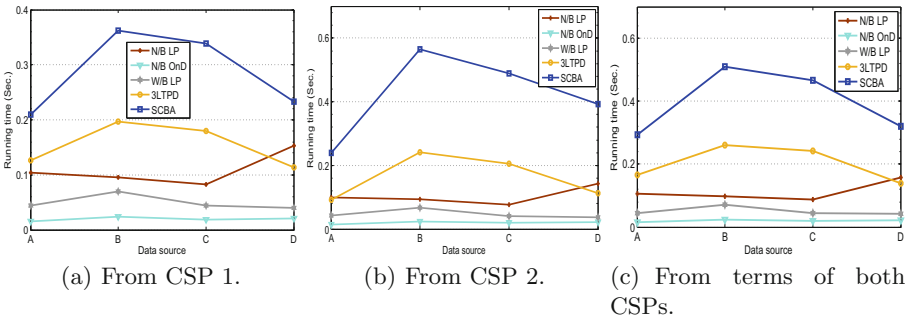 0.4
0.3
0.2
0.1
0
Running time (Sec.)
N/B LP
N/B OnD
W/B LP
3LTPD
SCBA
A B C D
Data source
(a) From CSP 1.
0.6
0.4
0.2
0
Running time (Sec.)
N/B LP
N/B OnD
W/B LP
3LTPD
SCBA
A B C D
Data source
(b) From CSP 2.
0.6
0.4
0.2
0
Running time (Sec.)
N/B LP
N/B OnD
W/B LP
3LTPD
SCBA
A B C D
Data source
(c) From terms of both
CSPs.